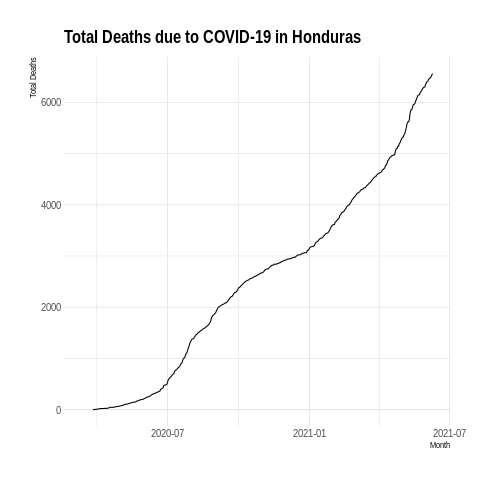 Total Deaths due to COVID-19 in Honduras
Total Deaths
6000
4000
2000
0
2020-07
2021-01
2021-07
Month